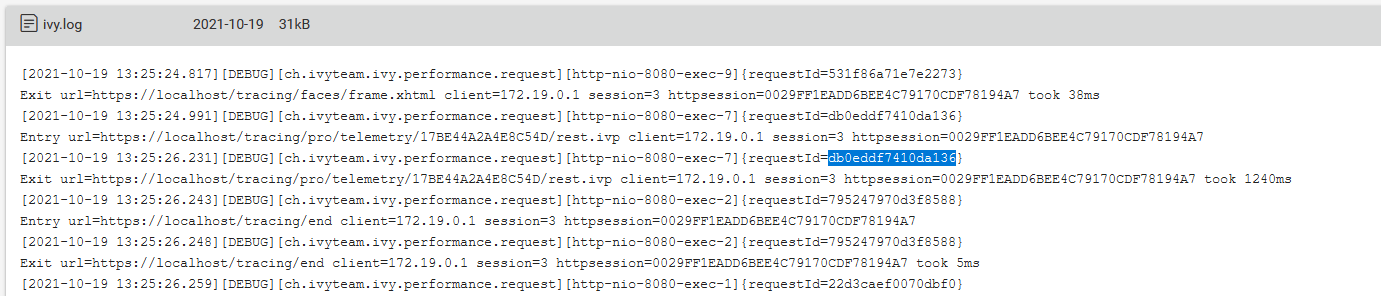 ivy.log 2021-10-19 31kB
[2021-10-19 13:25:24.817][DEBUG][ch.ivyteam.ivy.performance.request][http-nio-8080-exec-9]{requestId=531f86a71e7e2273}
Exit url=https://localhost/tracing/faces/frame.xhtml client=172.19.0.1 session=3 httpsession=0029FF1EADD6BEE4C79170CDF78194A7 took 38ms
[2021-10-19 13:25:24.991][DEBUG][ch.ivyteam.ivy.performance.request][http-nio-8080-exec-7]{requestId=db0eddf7410da136}
Entry url=https://localhost/tracing/pro/telemetry/17BE44A2A4E8C54D/rest.ivp client=172.19.0.1 session=3 httpsession=0029FF1EADD6BEE4C79170CDF78194A7
[2021-10-19 13:25:26.231][DEBUG][ch.ivyteam.ivy.performance.request][http-nio-8080-exec-7]{requestId=db0eddf7410da136}
Exit url=https://localhost/tracing/pro/telemetry/17BE44A2A4E8C54D/rest.ivp client=172.19.0.1 session=3 httpsession=0029FF1EADD6BEE4C79170CDF78194A7 took 1240ms
[2021-10-19 13:25:26.243][DEBUG][ch.ivyteam.ivy.performance.request][http-nio-8080-exec-2]{requestId=795247970d3f8588}
Entry url=https://localhost/tracing/end client=172.19.0.1 session=3 httpsession=0029FF1EADD6BEE4C79170CDF78194A7
[2021-10-19 13:25:26.248][DEBUG][ch.ivyteam.ivy.performance.request][http-nio-8080-exec-2]{requestId=795247970d3f8588}
Exit url=https://localhost/tracing/end client=172.19.0.1 session=3 httpsession=0029FF1EADD6BEE4C79170CDF78194A7 took 5ms
[2021-10-19 13:25:26.259][DEBUG][ch.ivyteam.ivy.performance.request][http-nio-8080-exec-1]{requestId=22d3caef0070dbf0}